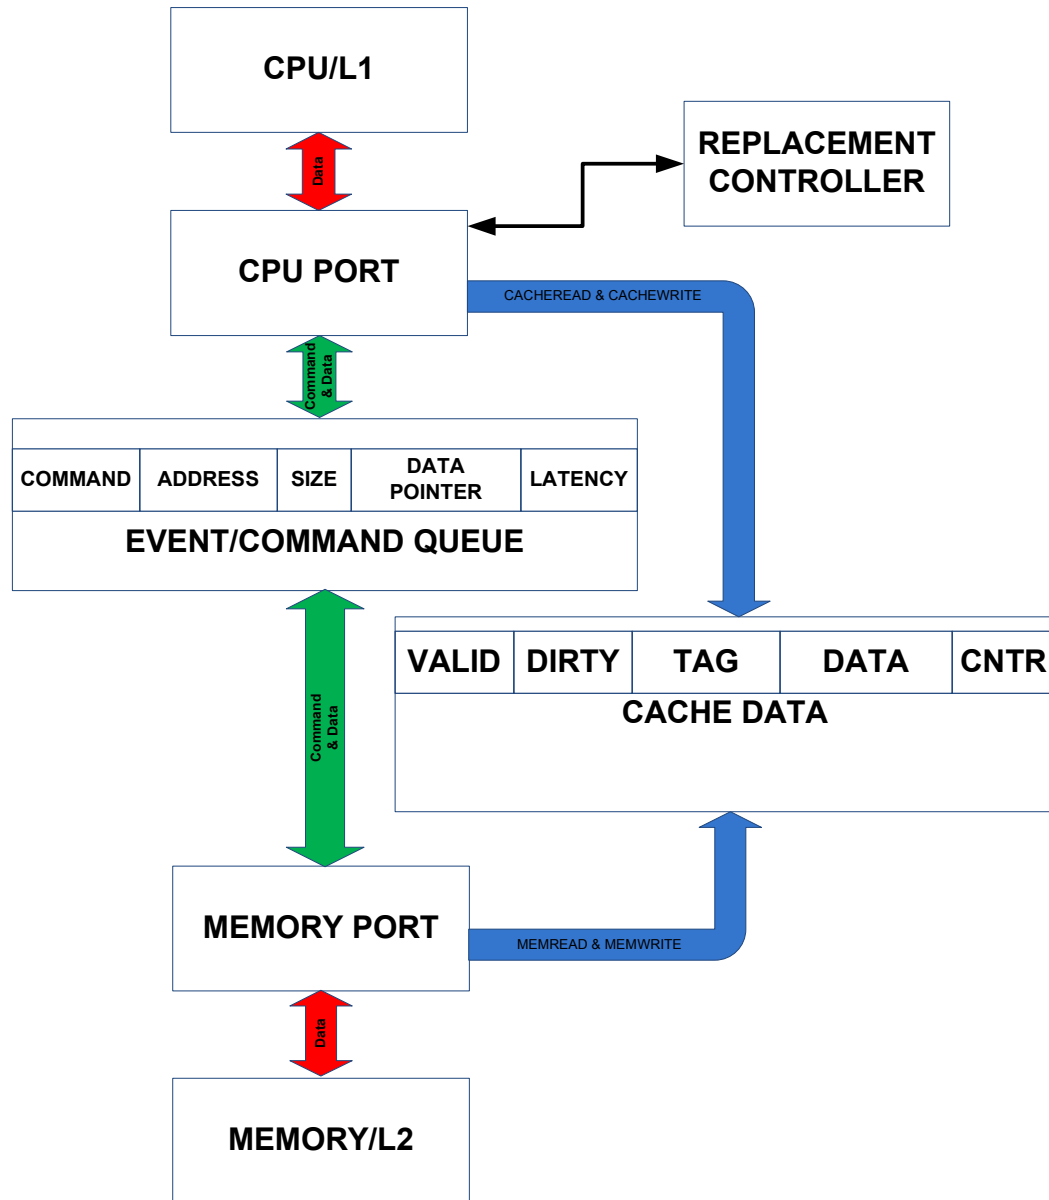 CPU/L1
REPLACEMENT
CONTROLLER
Data
CPU PORT
CACHEREAD & CACHEWRITE
Command
& Data
COMMAND
ADDRESS
SIZE
DATA
POINTER
LATENCY
EVENT/COMMAND QUEUE
VALID
DIRTY
TAG
DATA
CNTR
CACHE DATA
Command
& Data
MEMORY PORT
MEMREAD & MEMWRITE
Data
MEMORY/L2